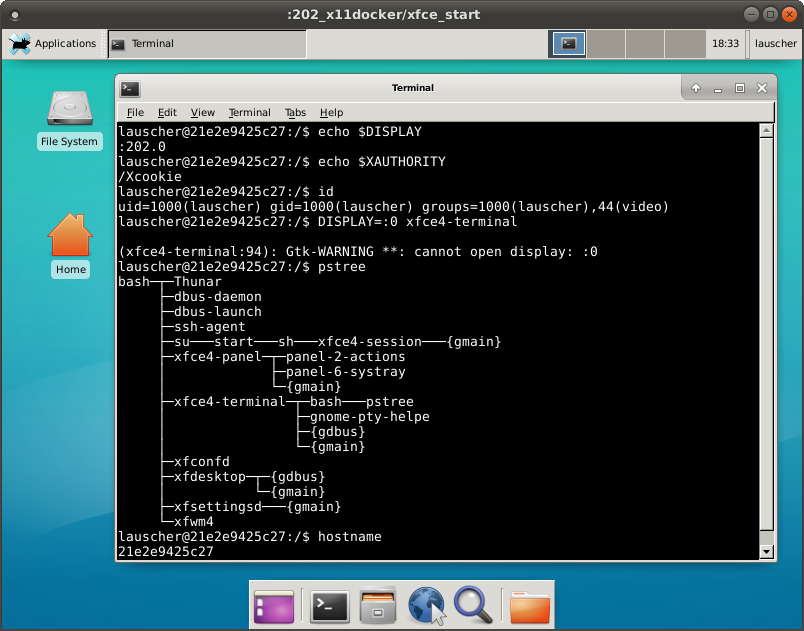 :202_x11docker/xfce_start
Applications
Terminal
18:33
lauscher
File System
Home
Terminal
File Edit View Terminal Tabs Help
lauscher@21e2e9425c27:/$ echo $DISPLAY
:202.0
lauscher@21e2e9425c27:/$ echo $XAUTHORITY
/Xcookie
lauscher@21e2e9425c27:/$ id
uid=1000(lauscher) gid=1000(lauscher) groups=1000(lauscher),44(video)
lauscher@21e2e9425c27:/$ DISPLAY=:0 xfce4-terminal
(xfce4-terminal:94): Gtk-WARNING **: cannot open display: :0
lauscher@21e2e9425c27:/$ pstree
bash─┬─Thunar
     ├─dbus-daemon
     ├─dbus-launch
     ├─ssh-agent
     ├─su───start───sh───xfce4-session───{gmain}
     ├─xfce4-panel─┬─panel-2-actions
     │             ├─panel-6-systray
     │             └─{gmain}
     ├─xfce4-terminal─┬─bash───pstree
     │                ├─gnome-pty-helpe
     │                ├─{gdbus}
     │                └─{gmain}
     ├─xfconfd
     ├─xfdesktop─┬─{gdbus}
     │           └─{gmain}
     ├─xfsettingsd───{gmain}
     └─xfwm4
lauscher@21e2e9425c27:/$ hostname
21e2e9425c27